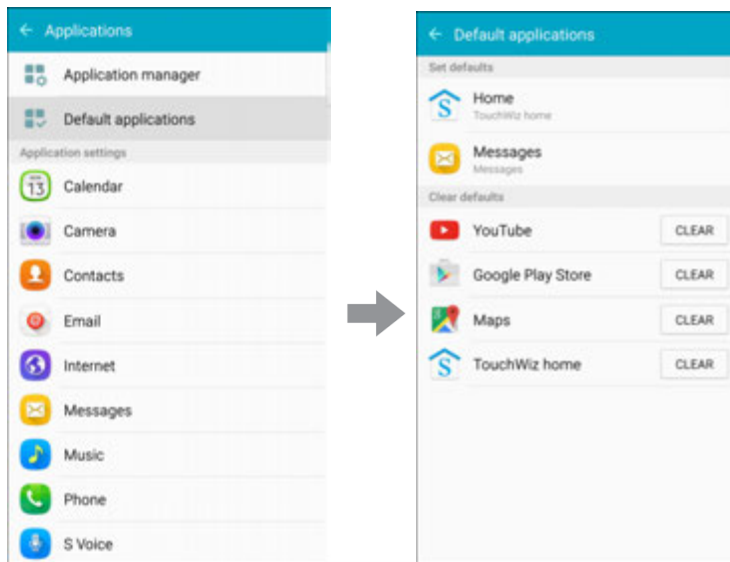 Applications
Application manager
Default applications
Application settings
13
Calendar
Camera
Contacts
Email
Internet
Messages
Music
Phone
S Voice
Default applications
Set defaults
Home
TouchWiz home
Messages
Messages
Clear defaults
YouTube CLEAR
Google Play Store CLEAR
Maps CLEAR
TouchWiz home CLEAR